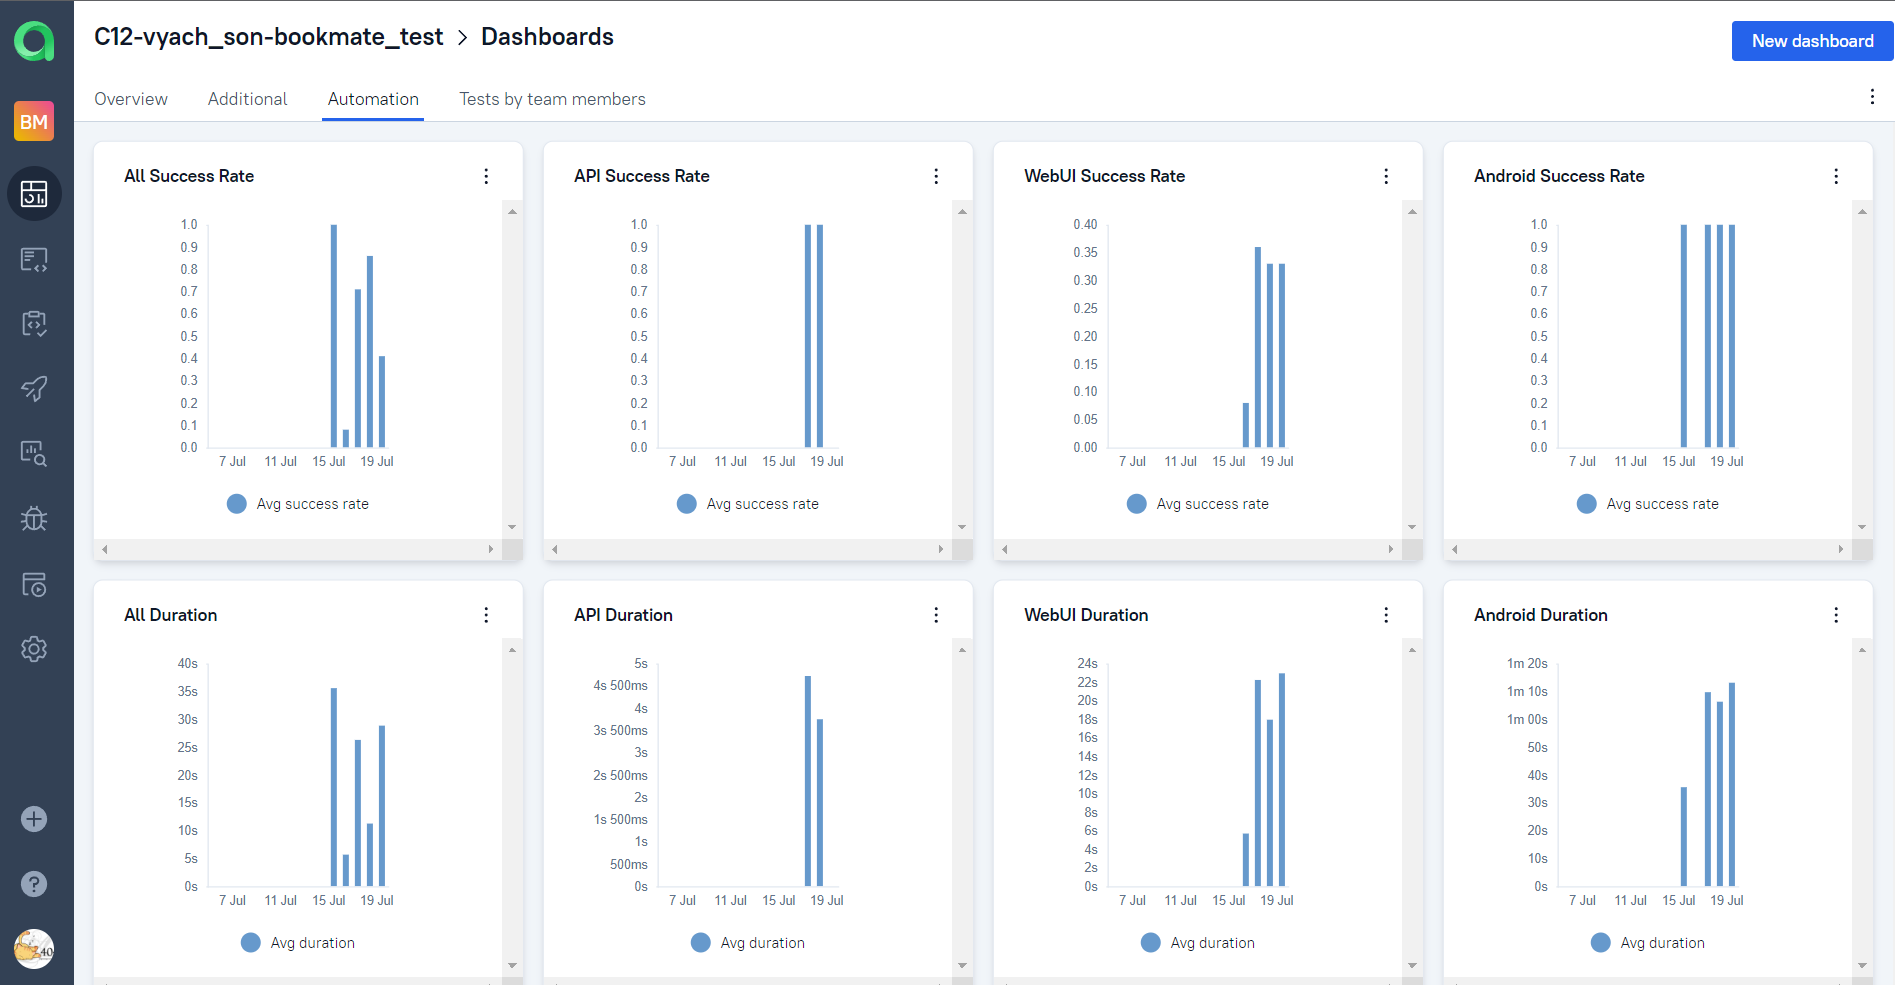 C12-vyach_son-bookmate_test > Dashboards
New dashboard
BM
Overview
Additional
Automation
Tests by team members
All Success Rate
1.0
0.9
0.8
0.7
0.6
0.5
0.4
0.3
0.2
0.1
0.0
7 Jul 11 Jul 15 Jul 19 Jul
Avg success rate
API Success Rate
1.0
0.9
0.8
0.7
0.6
0.5
0.4
0.3
0.2
0.1
0.0
7 Jul 11 Jul 15 Jul 19 Jul
Avg success rate
WebUI Success Rate
0.40
0.35
0.30
0.25
0.20
0.15
0.10
0.05
0.00
7 Jul 11 Jul 15 Jul 19 Jul
Avg success rate
Android Success Rate
1.0
0.9
0.8
0.7
0.6
0.5
0.4
0.3
0.2
0.1
0.0
7 Jul 11 Jul 15 Jul 19 Jul
Avg success rate
All Duration
40s
35s
30s
25s
20s
15s
10s
5s
0s
7 Jul 11 Jul 15 Jul 19 Jul
Avg duration
API Duration
5s
4s 500ms
4s
3s 500ms
3s
2s 500ms
2s
1s 500ms
1s
500ms
0s
7 Jul 11 Jul 15 Jul 19 Jul
Avg duration
WebUI Duration
24s
22s
20s
18s
16s
14s
12s
10s
8s
6s
4s
2s
0s
7 Jul 11 Jul 15 Jul 19 Jul
Avg duration
Android Duration
1m 20s
1m 10s
1m 00s
50s
40s
30s
20s
10s
0s
7 Jul 11 Jul 15 Jul 19 Jul
Avg duration
40